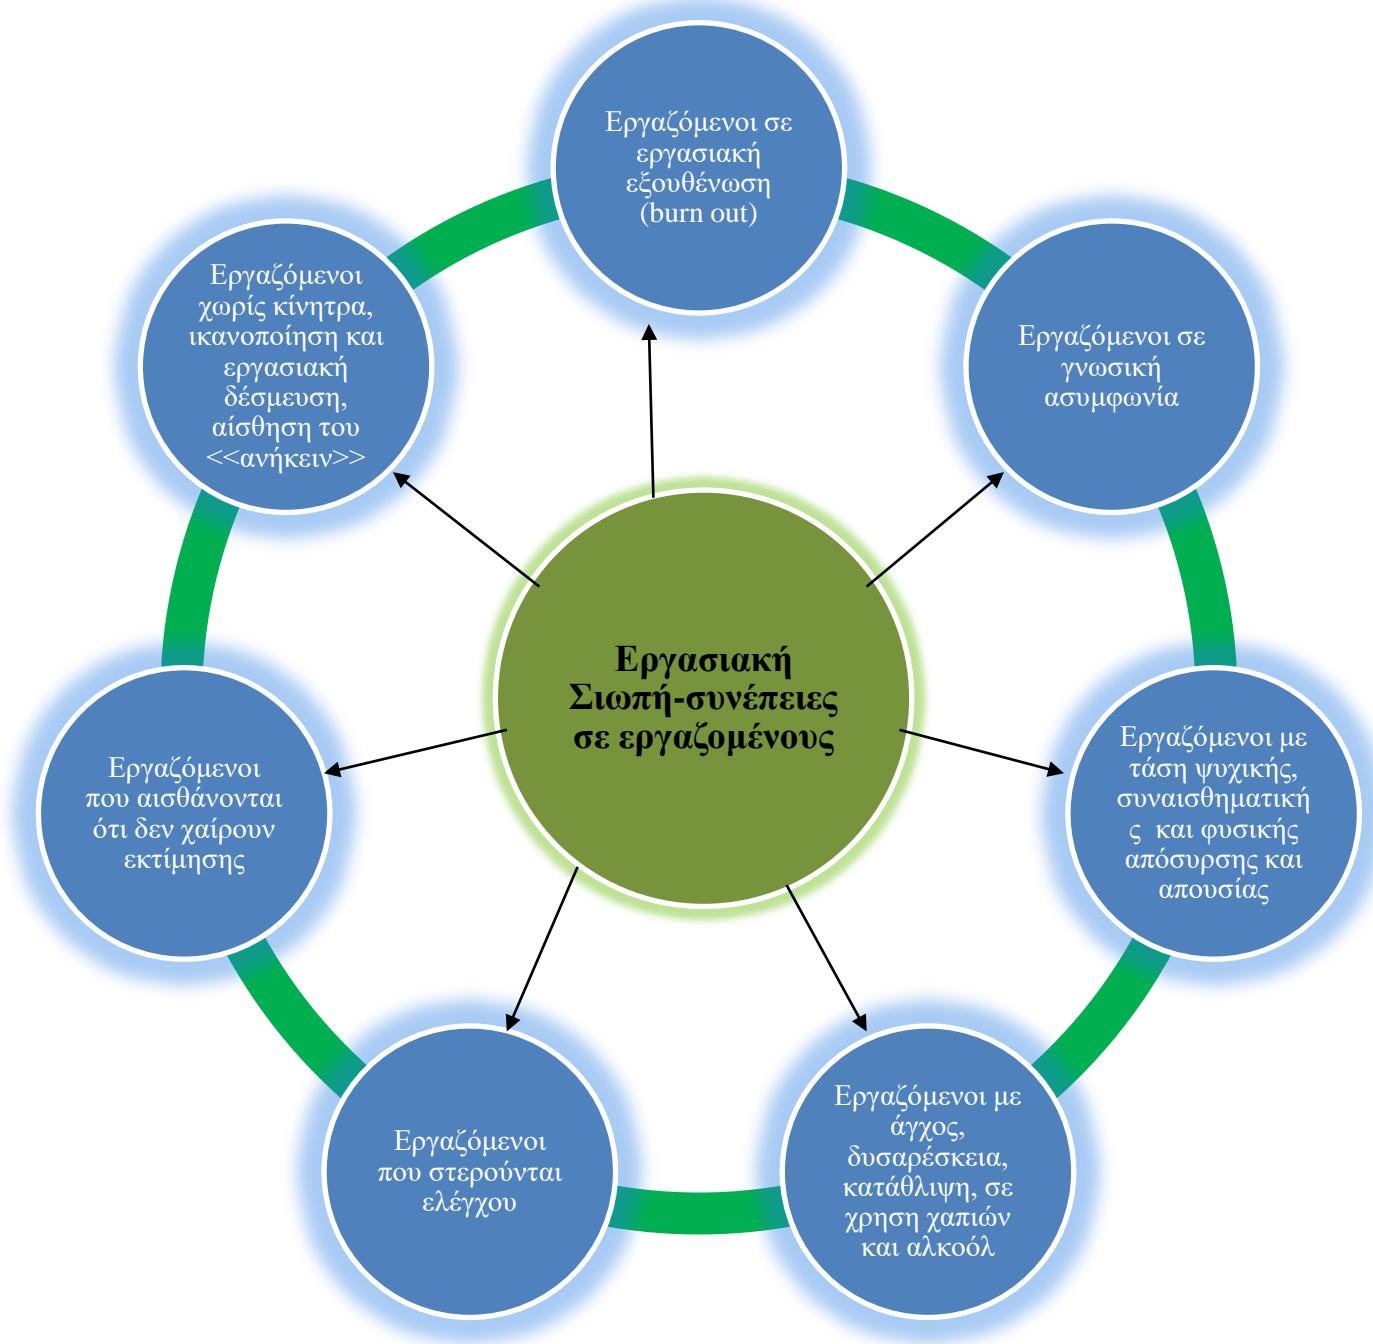 Εργαζόμενοι σε
εργασιακή
εξουθένωση
(burn out)
Εργαζόμενοι σε
γνωσική
ασυμφωνία
Εργαζόμενοι με
τάση ψυχικής,
συναισθηματική
ς και φυσικής
απόσυρσης και
απουσίας
Εργαζόμενοι με
άγχος,
δυσαρέσκεια,
κατάθλιψη, σε
χρηση χαπιών
και αλκοόλ
Εργαζόμενοι
που στερούνται
ελέγχου
Εργαζόμενοι
που αισθάνονται
ότι δεν χαίρουν
εκτίμησης
Εργαζόμενοι
χωρίς κίνητρα,
ικανοποίηση και
εργασιακή
δέσμευση,
αίσθηση του
<<ανήκειν>>
Εργασιακή
Σιωπή-συνέπειες
σε εργαζομένους